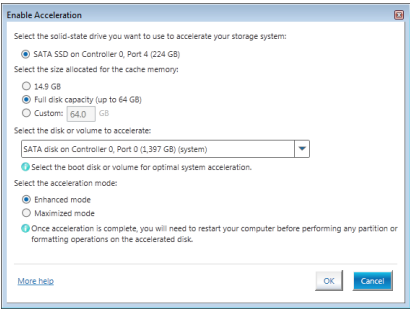 Enable Acceleration
Select the solid-state drive you want to use to accelerate your storage system:
SATA SSD on Controller 0, Port 4 (224 GB)
Select the size allocated for the cache memory:
14.9 GB
Full disk capacity (up to 64 GB)
Custom: 64.0 GB
Select the disk or volume to accelerate:
SATA disk on Controller 0, Port 0 (1,397 GB) (system)
Select the boot disk or volume for optimal system acceleration.
Select the acceleration mode:
Enhanced mode
Maximized mode
Once acceleration is complete, you will need to restart your computer before performing any partition or
formatting operations on the accelerated disk.
More help OK Cancel